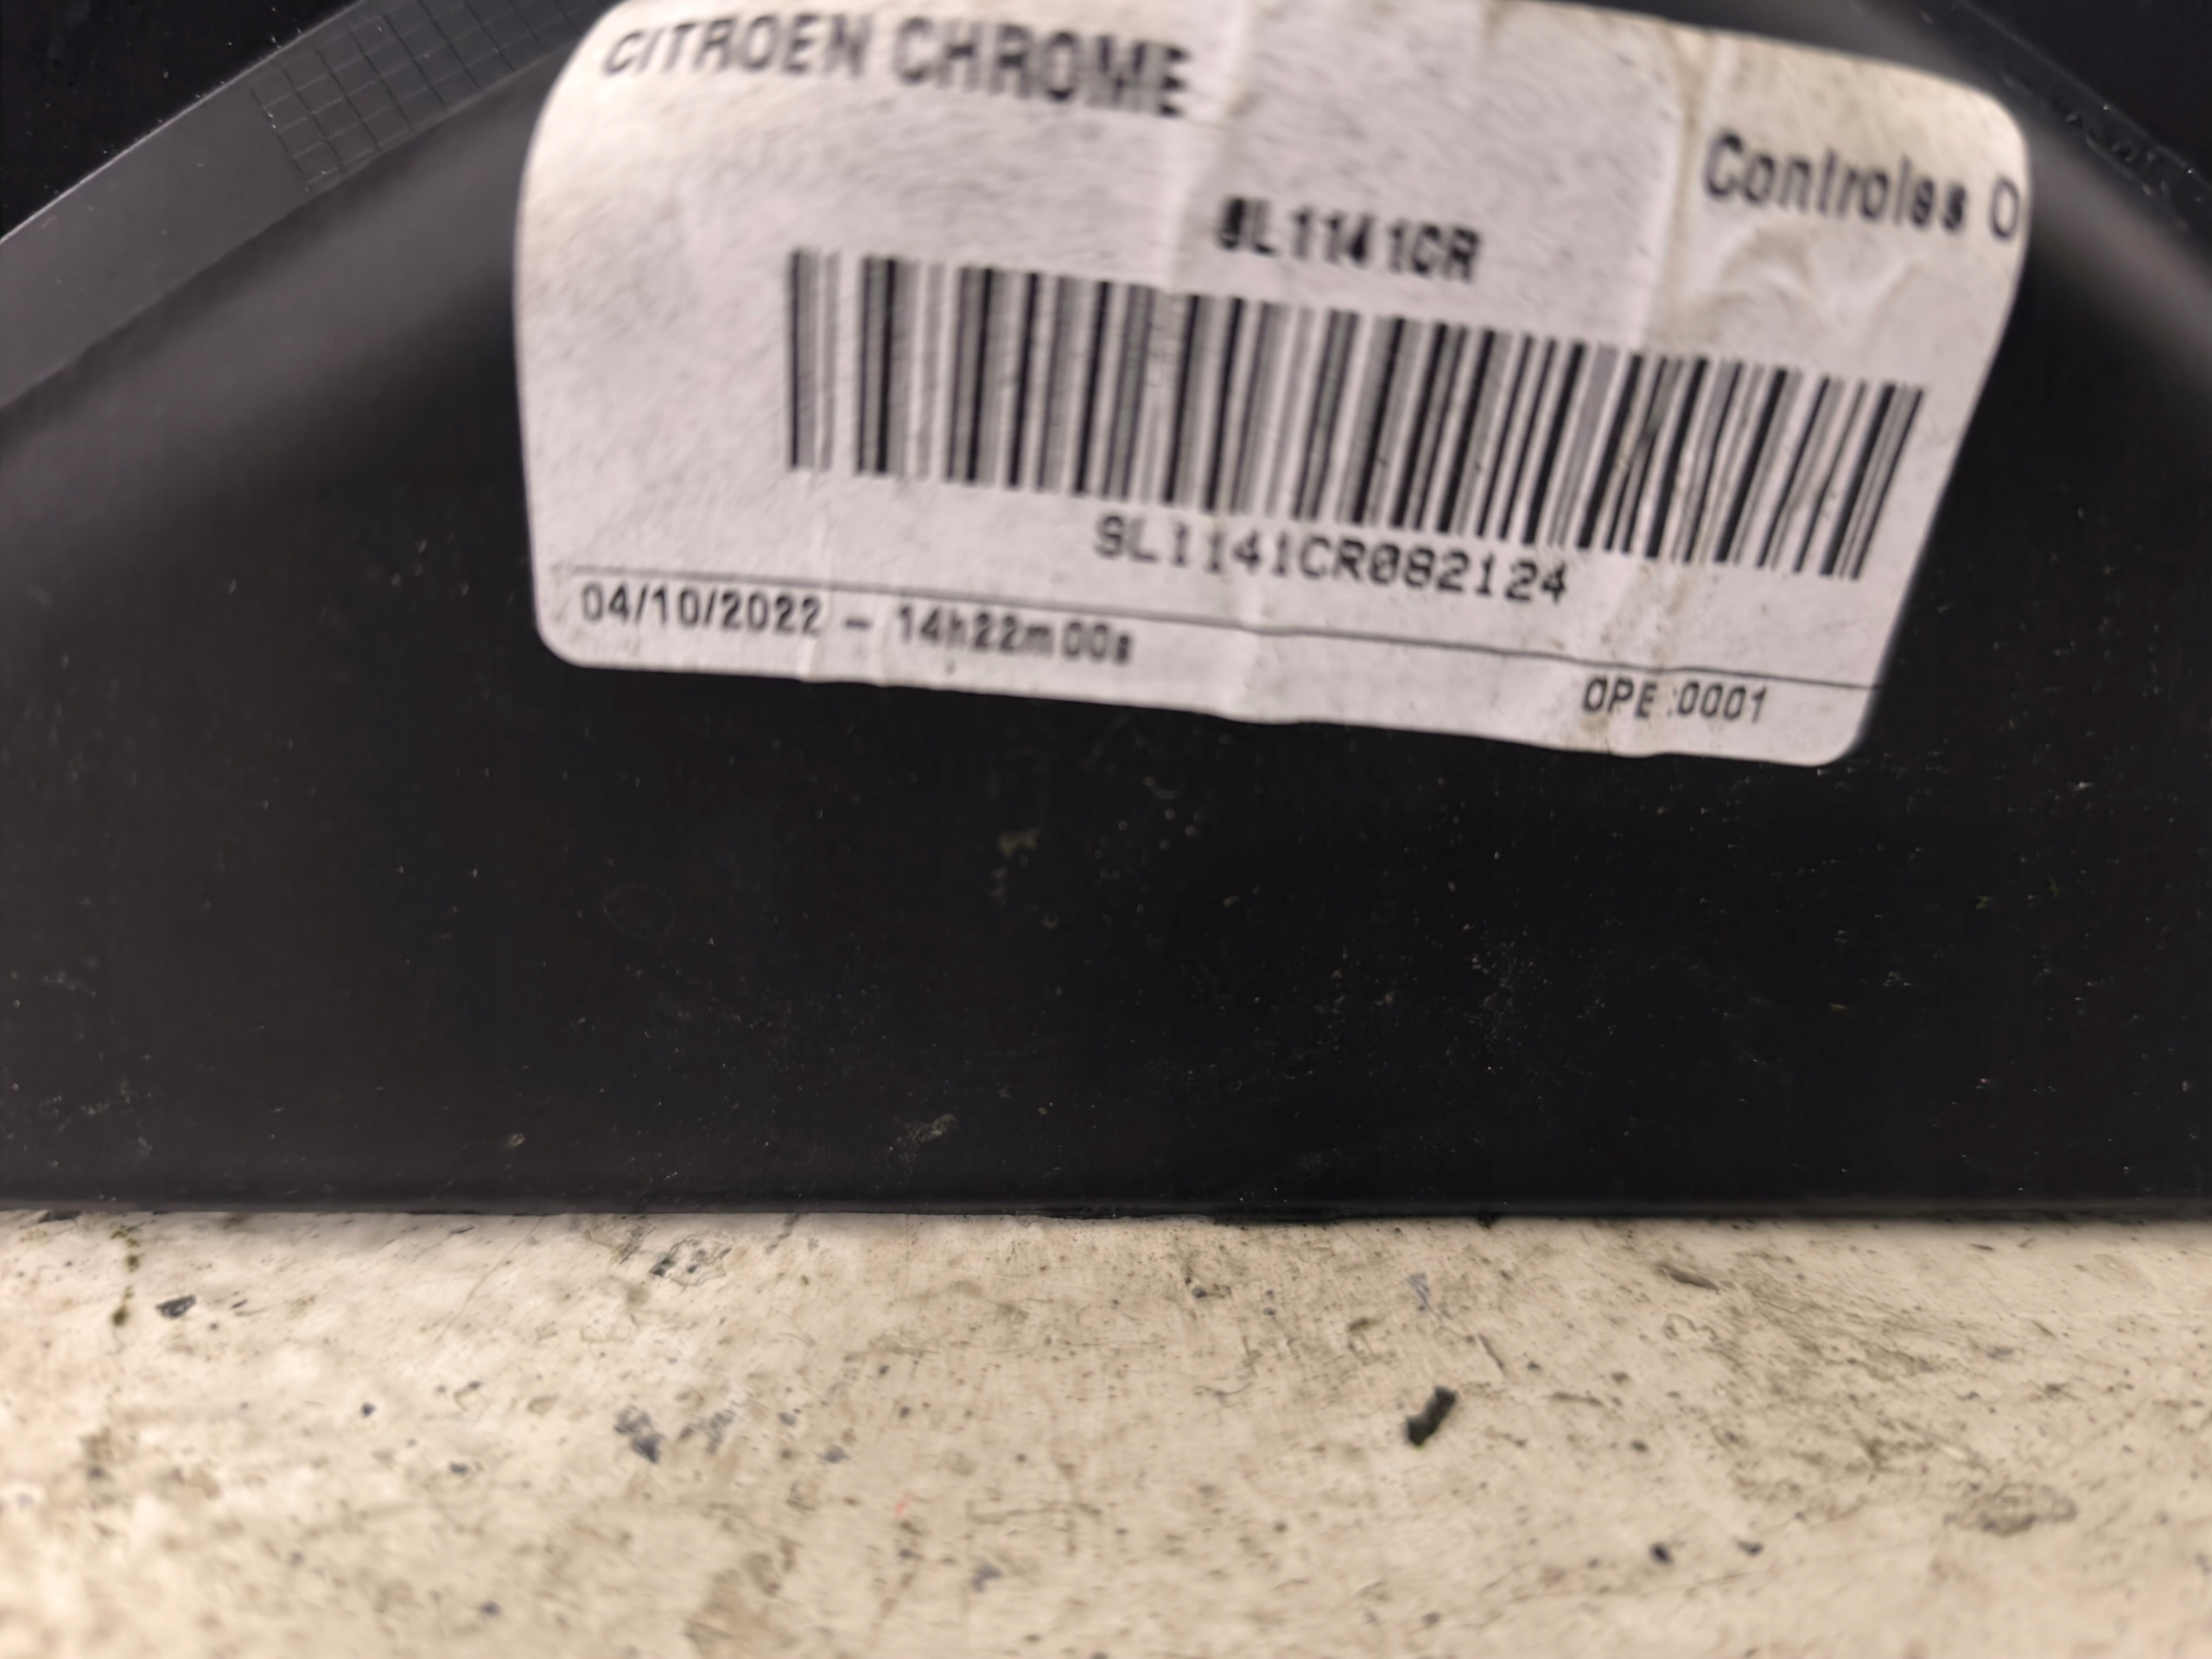 CITROEN CHROME
Controles O
SL1141CR
SL1141CR082124
04/10/2022 - 14h22m00s
OPE :0001